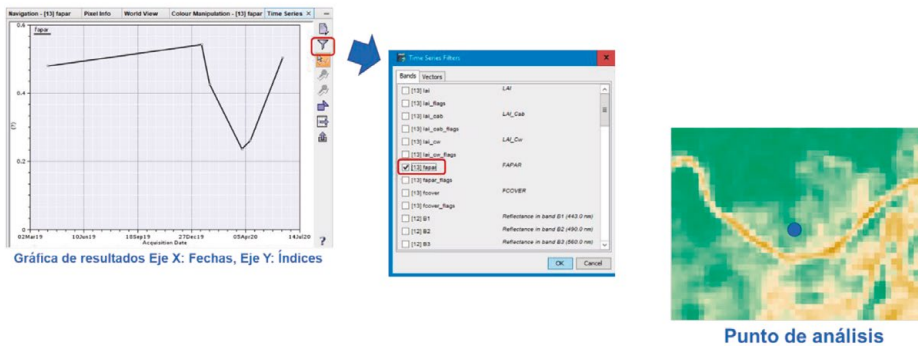 Navigation - [13] fapar
Pixel Info
World View
Colour Manipulation - [13] fapar
Time Series
fapar
0.6
0.4
0.2
0
02Mar19
10Jun19
18Sep19
27Dec19
05Apr20
14Jul20
Acquisition Date
Gráfica de resultados Eje X: Fechas, Eje Y: Índices
Time Series Filters
Bands
Vectors
[13] lai
LAI
[13] lai_flags
[13] lai_cab
LAI_Cab
[13] lai_cab_flags
[13] lai_cw
LAI_Cw
[13] lai_cw_flags
[13] fapar
FAPAR
[13] fapar_flags
[13] fcover
FCOVER
[13] fcover_flags
[12] B1
Reflectance in band B1 (443.0 nm)
[12] B2
Reflectance in band B2 (490.0 nm)
[12] B3
Reflectance in band B3 (560.0 nm)
OK
Cancel
Punto de análisis